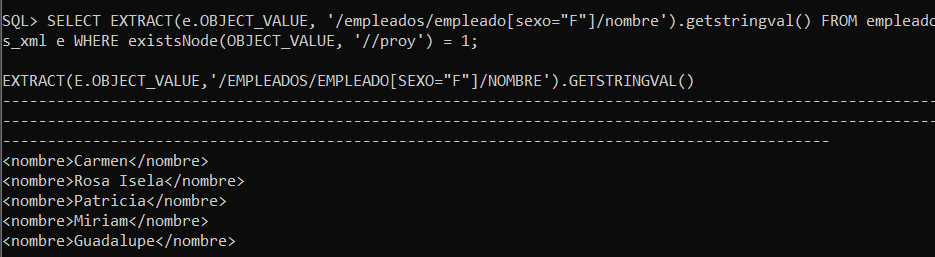 SQL> SELECT EXTRACT(e.OBJECT_VALUE, '/empleados/empleado[sexo="F"]/nombre').getstringval() FROM empleado
s_xml e WHERE existsNode(OBJECT_VALUE, '//proy') = 1;
EXTRACT(E.OBJECT_VALUE,'/EMPLEADOS/EMPLEADO[SEXO="F"]/NOMBRE').GETSTRINGVAL()
--------------------------------------------------------------------------------------------------------
--------------------------------------------------------------------------------------------------------
--------------------------------------------------------------------------------------------
<nombre>Carmen</nombre>
<nombre>Rosa Isela</nombre>
<nombre>Patricia</nombre>
<nombre>Miriam</nombre>
<nombre>Guadalupe</nombre>